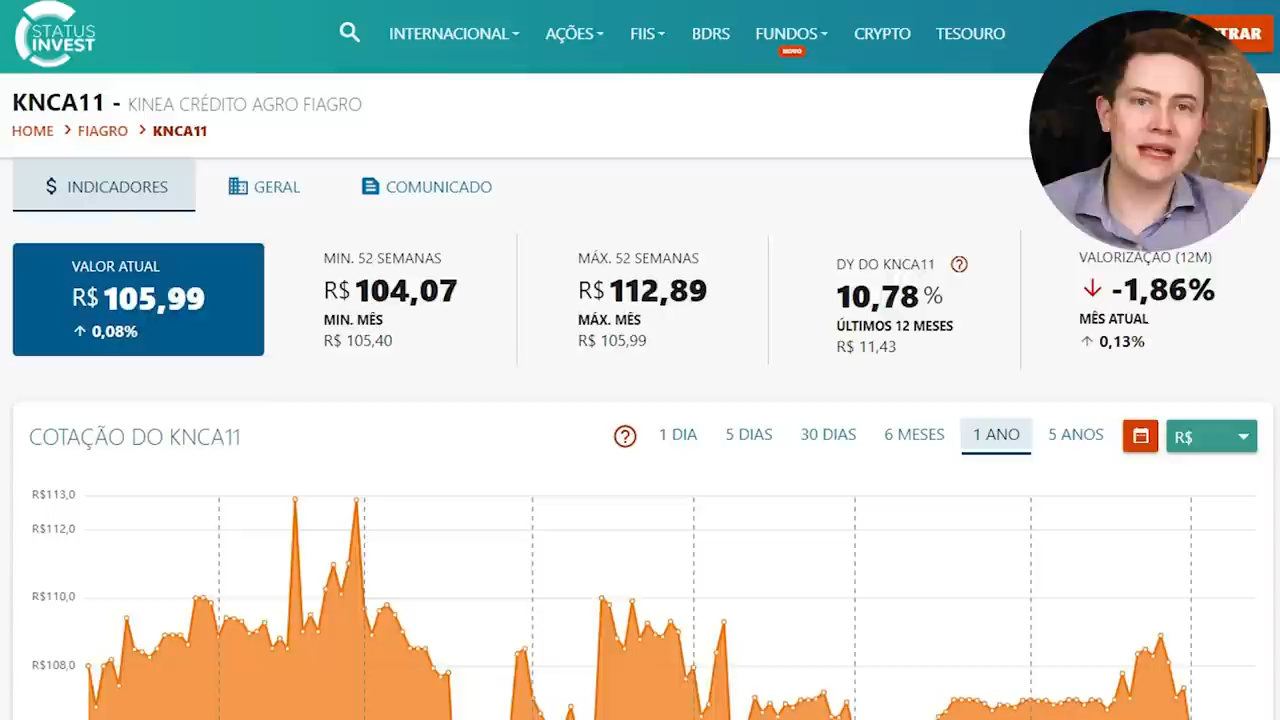 STATUS
INVEST
INTERNACIONAL
AÇÕES
FIIS
BDRS
FUNDOS
NOVO
CRYPTO
TESOURO
TRAR
KNCA11 - KINEA CRÉDITO AGRO FIAGRO
HOME > FIAGRO > KNCA11
$ INDICADORES
GERAL
COMUNICADO
VALOR ATUAL
R$ 105,99
↑ 0,08%
MIN. 52 SEMANAS
R$ 104,07
MIN. MÊS
R$ 105,40
MÁX. 52 SEMANAS
R$ 112,89
MÁX. MÊS
R$ 105,99
DY DO KNCA11 ?
10,78 %
ÚLTIMOS 12 MESES
R$ 11,43
VALORIZAÇÃO (12M)
↓ -1,86%
MÊS ATUAL
↑ 0,13%
COTAÇÃO DO KNCA11
?
1 DIA
5 DIAS
30 DIAS
6 MESES
1 ANO
5 ANOS
R$
R$113,0
R$112,0
R$110,0
R$108,0